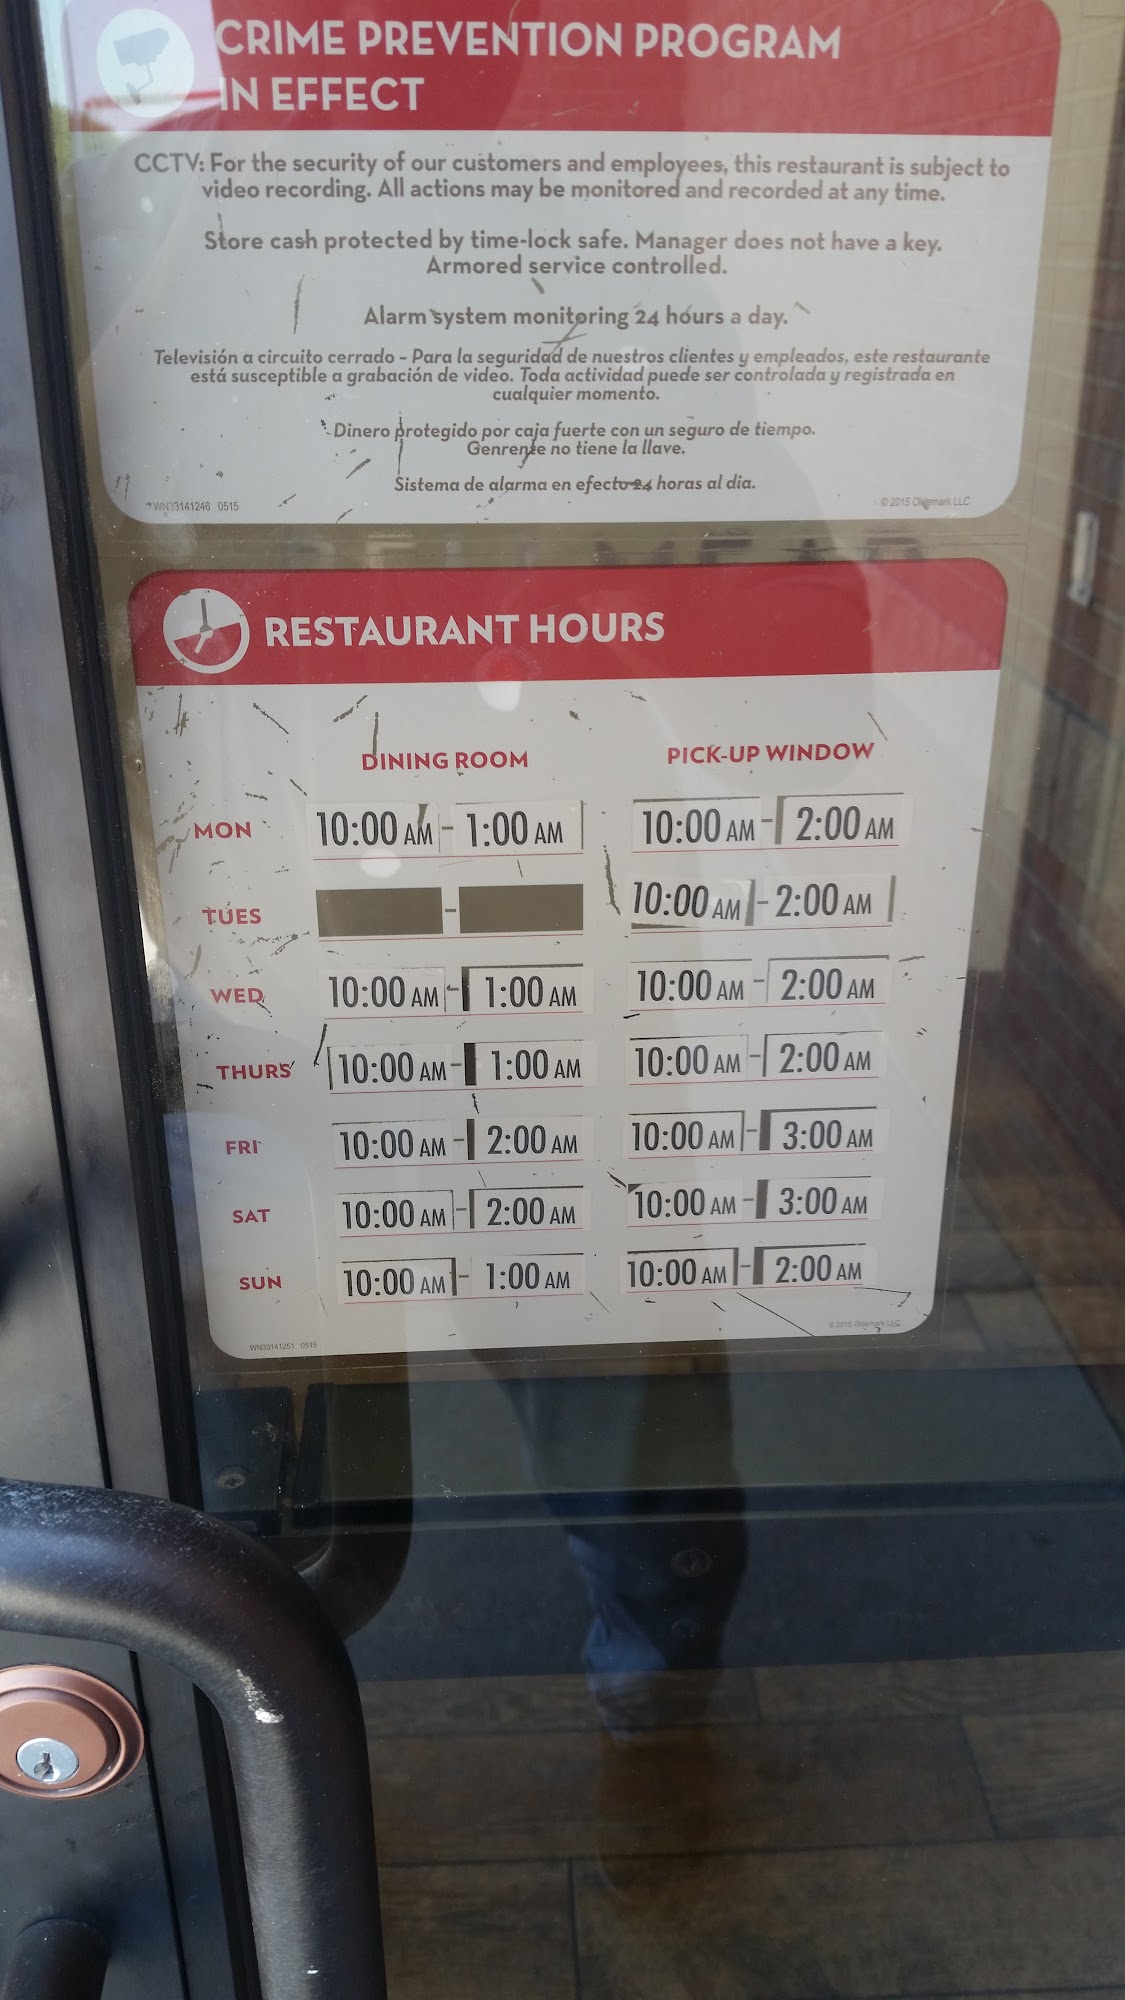 CRIME PREVENTION PROGRAM
IN EFFECT
CCTV: For the security of our customers and employees, this restaurant is subject to
video recording. All actions may be monitored and recorded at any time.
Store cash protected by time-lock safe. Manager does not have a key.
Armored service controlled.
Alarm system monitoring 24 hours a day.
Televisión a circuito cerrado – Para la seguridad de nuestros clientes y empleados, este restaurante
está susceptible a grabación de video. Toda actividad puede ser controlada y registrada en
cualquier momento.
Dinero protegido por caja fuerte con un seguro de tiempo.
Genrente no tiene la llave.
Sistema de alarma en efecto 24 horas al dia.
WN33141246 0515 © 2015 Oldemark LLC
RESTAURANT HOURS
DINING ROOM PICK-UP WINDOW
MON 10:00 AM - 1:00 AM 10:00 AM - 2:00 AM
TUES - 10:00 AM - 2:00 AM
WED 10:00 AM - 1:00 AM 10:00 AM - 2:00 AM
THURS 10:00 AM - 1:00 AM 10:00 AM - 2:00 AM
FRI 10:00 AM - 2:00 AM 10:00 AM - 3:00 AM
SAT 10:00 AM - 2:00 AM 10:00 AM - 3:00 AM
SUN 10:00 AM - 1:00 AM 10:00 AM - 2:00 AM
WN33141251 0515 © 2015 Oldemark LLC